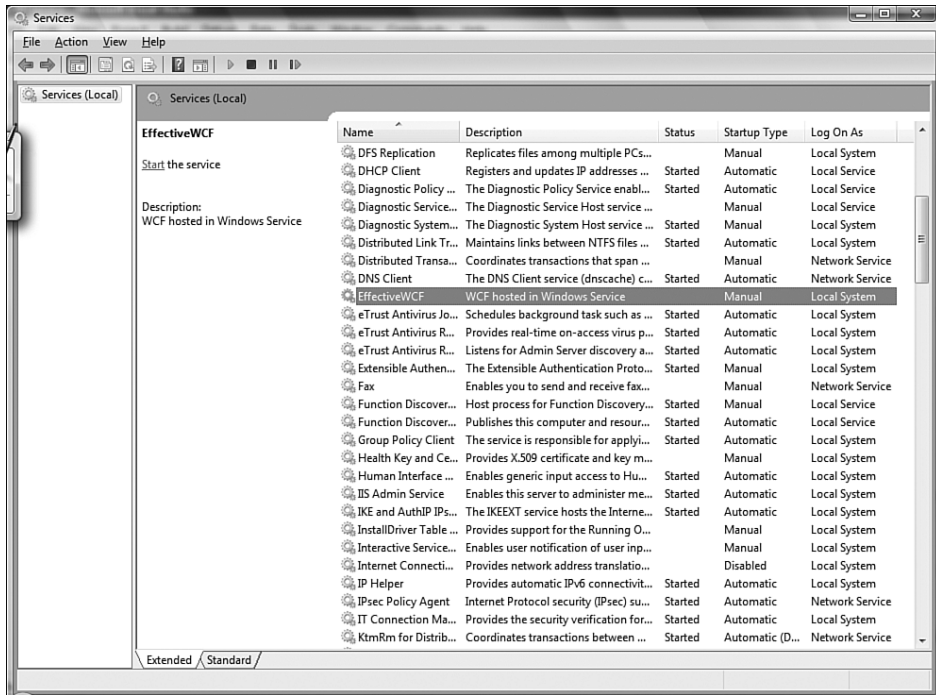 Services
File Action View Help
Services (Local)
Services (Local)
EffectiveWCF
Start the service
Description:
WCF hosted in Windows Service
Name Description Status Startup Type Log On As
DFS Replication Replicates files among multiple PCs... Manual Local System
DHCP Client Registers and updates IP addresses ... Started Automatic Local Service
Diagnostic Policy ... The Diagnostic Policy Service enabl... Started Automatic Local Service
Diagnostic Service... The Diagnostic Service Host service ... Manual Local Service
Diagnostic System... The Diagnostic System Host service ... Started Manual Local System
Distributed Link Tr... Maintains links between NTFS files ... Started Automatic Local System
Distributed Transa... Coordinates transactions that span ... Manual Network Service
DNS Client The DNS Client service (dnscache) c... Started Automatic Network Service
EffectiveWCF WCF hosted in Windows Service Manual Local System
eTrust Antivirus Jo... Schedules background task such as ... Started Automatic Local System
eTrust Antivirus R... Provides real-time on-access virus p... Started Automatic Local System
eTrust Antivirus R... Listens for Admin Server discovery a... Started Automatic Local System
Extensible Authen... The Extensible Authentication Proto... Started Manual Local System
Fax Enables you to send and receive fax... Manual Network Service
Function Discover... Host process for Function Discovery... Started Manual Local Service
Function Discover... Publishes this computer and resour... Started Automatic Local Service
Group Policy Client The service is responsible for applyi... Started Automatic Local System
Health Key and Ce... Provides X.509 certificate and key m... Manual Local System
Human Interface ... Enables generic input access to Hu... Started Automatic Local System
IIS Admin Service Enables this server to administer me... Started Automatic Local System
IKE and AuthIP IPs... The IKEEXT service hosts the Interne... Started Automatic Local System
InstallDriver Table ... Provides support for the Running O... Manual Local System
Interactive Service... Enables user notification of user inp... Manual Local System
Internet Connecti... Provides network address translatio... Disabled Local System
IP Helper Provides automatic IPv6 connectivit... Started Automatic Local System
IPsec Policy Agent Internet Protocol security (IPsec) su... Started Automatic Network Service
IT Connection Ma... Provides the security verification for... Started Automatic Local System
KtmRm for Distrib... Coordinates transactions between ... Started Automatic (D... Network Service
Extended Standard